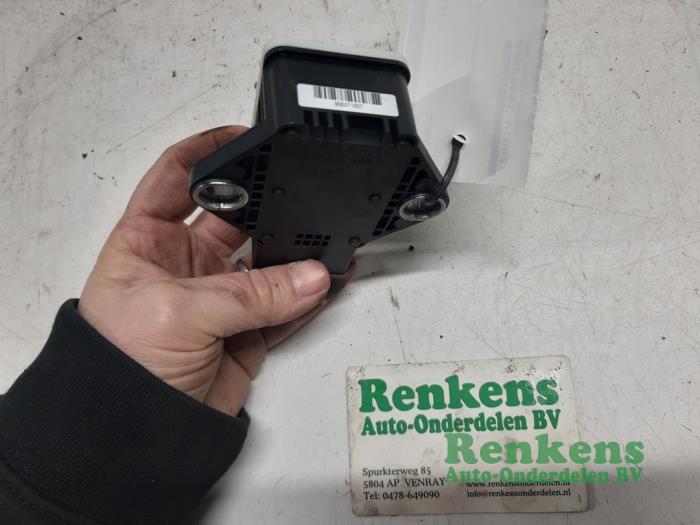 Renkens
Auto-Onderdelen BV
Spurkterweg 85
5804 AP VENRAY
Tel: 0478-649090
www.renkensonderdelen.nl
info@renkensonderdelen.nl
Renkens
Auto-Onderdelen BV